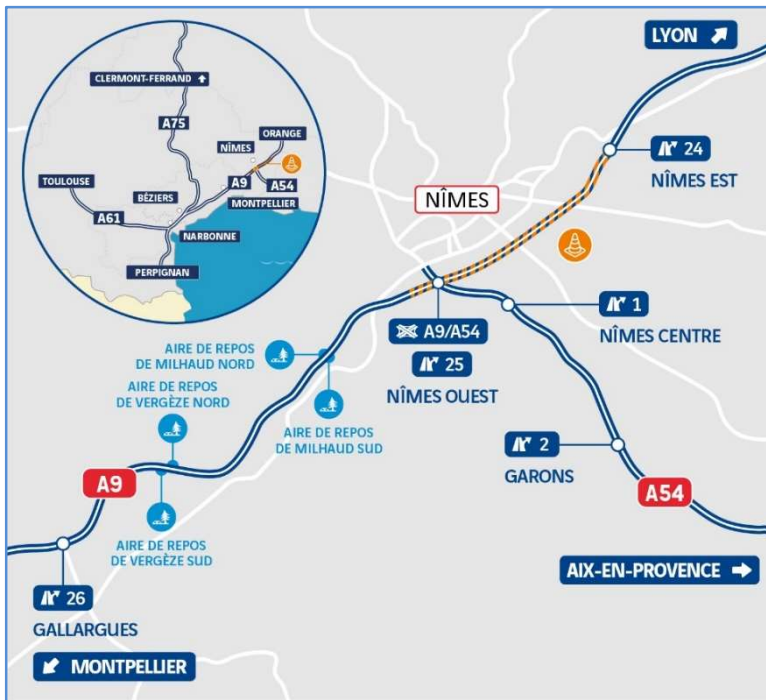 LYON
CLERMONT-FERRAND
A75
ORANGE
NÎMES
TOULOUSE
A9
A54
BÉZIERS
MONTPELLIER
A61
NARBONNE
PERPIGNAN
24
NÎMES EST
NÎMES
1
NÎMES CENTRE
A9/A54
25
NÎMES OUEST
AIRE DE REPOS
DE MILHAUD NORD
AIRE DE REPOS
DE VERGÈZE NORD
AIRE DE REPOS
DE MILHAUD SUD
2
GARONS
A9
A54
AIRE DE REPOS
DE VERGÈZE SUD
AIX-EN-PROVENCE
26
GALLARGUES
MONTPELLIER